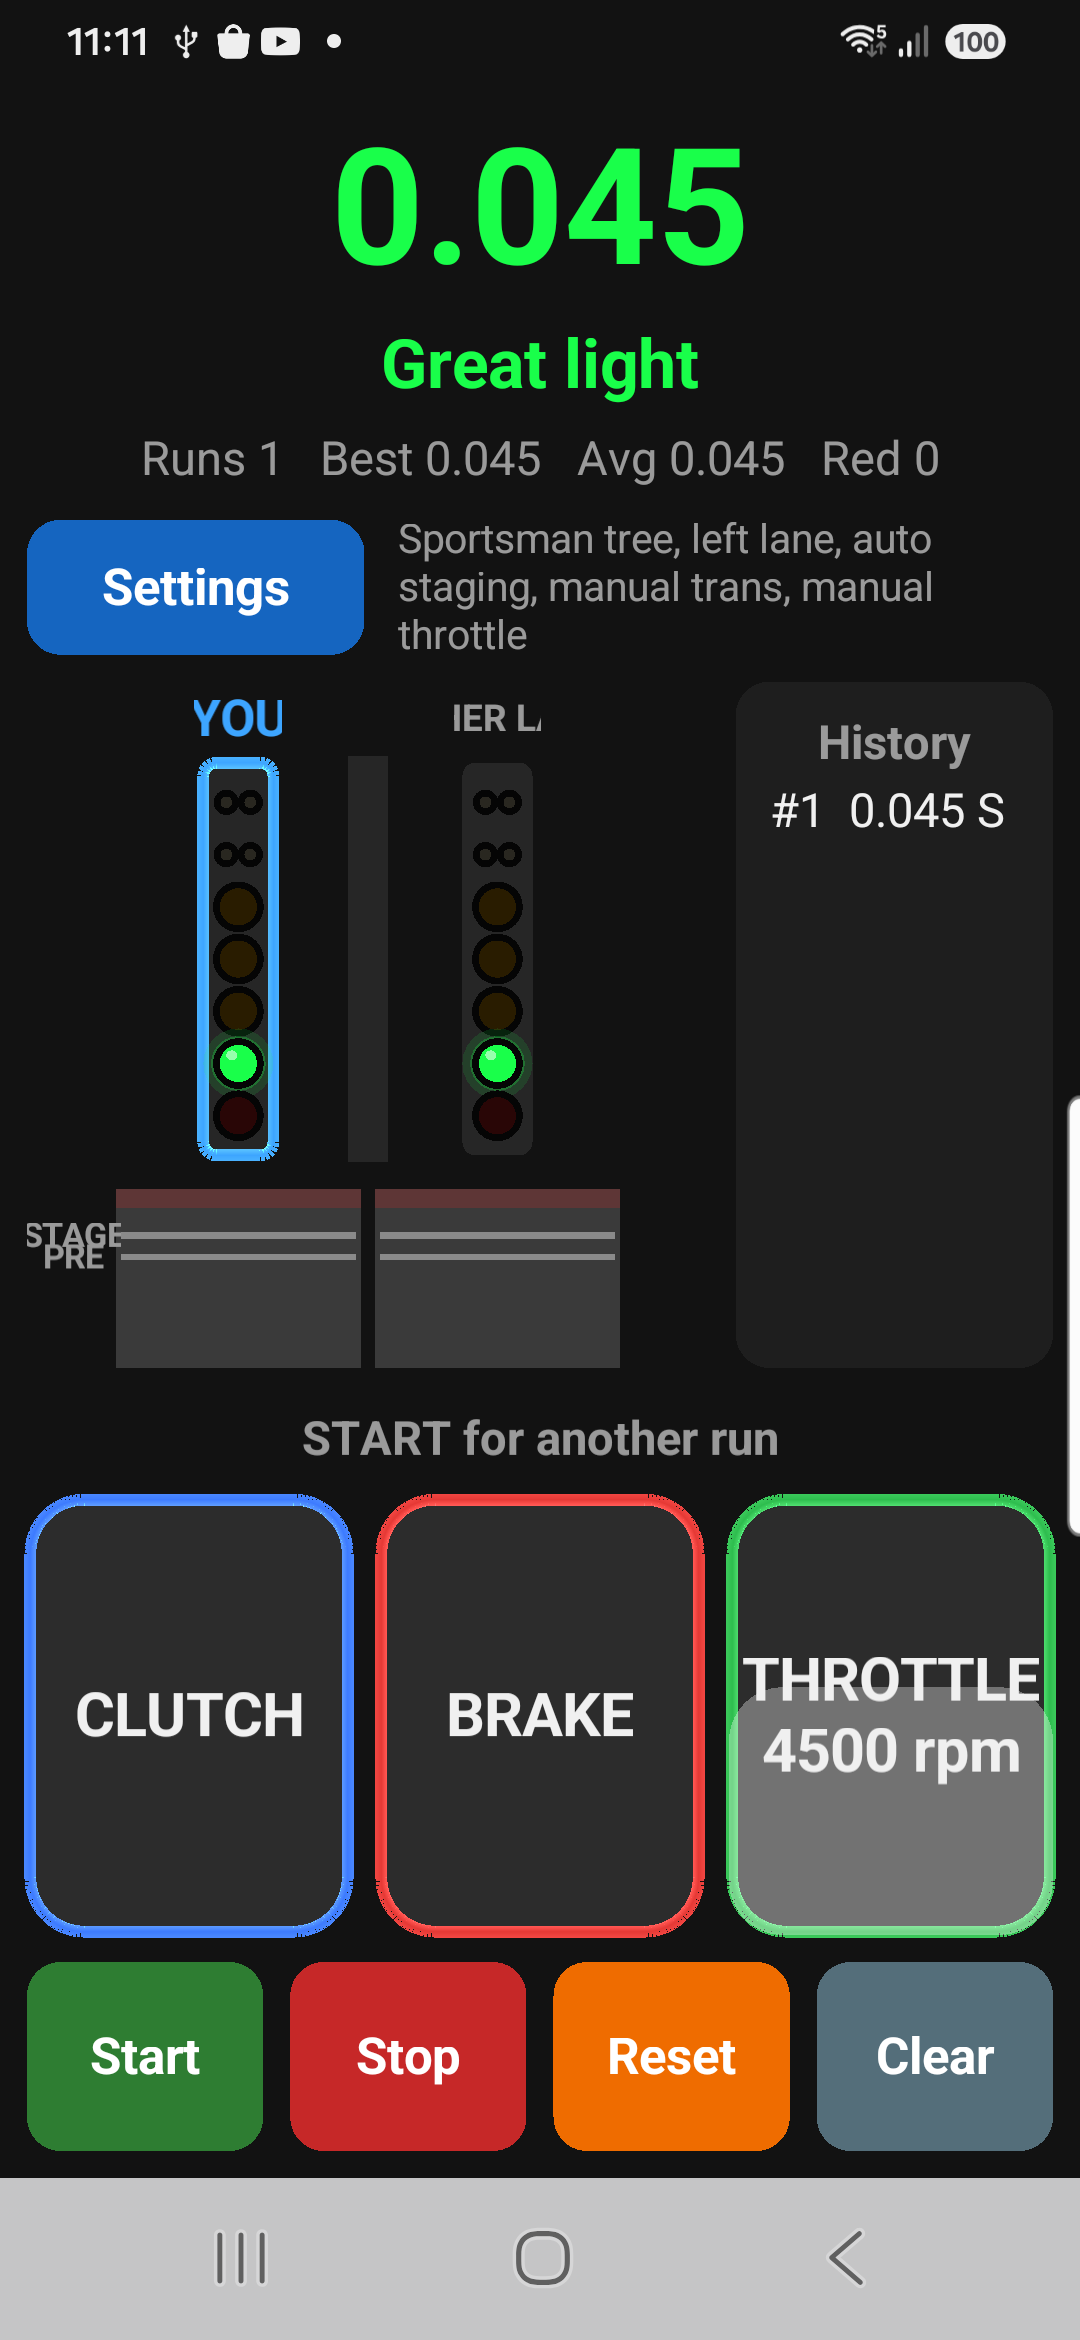 11:11
5
100
0.045
Great light
Runs 1 Best 0.045 Avg 0.045 Red 0
Settings
Sportsman tree, left lane, auto
staging, manual trans, manual
throttle
YOU
IER LA
History
#1 0.045 S
STAGE
PRE
START for another run
CLUTCH
BRAKE
THROTTLE
4500 rpm
Start
Stop
Reset
Clear